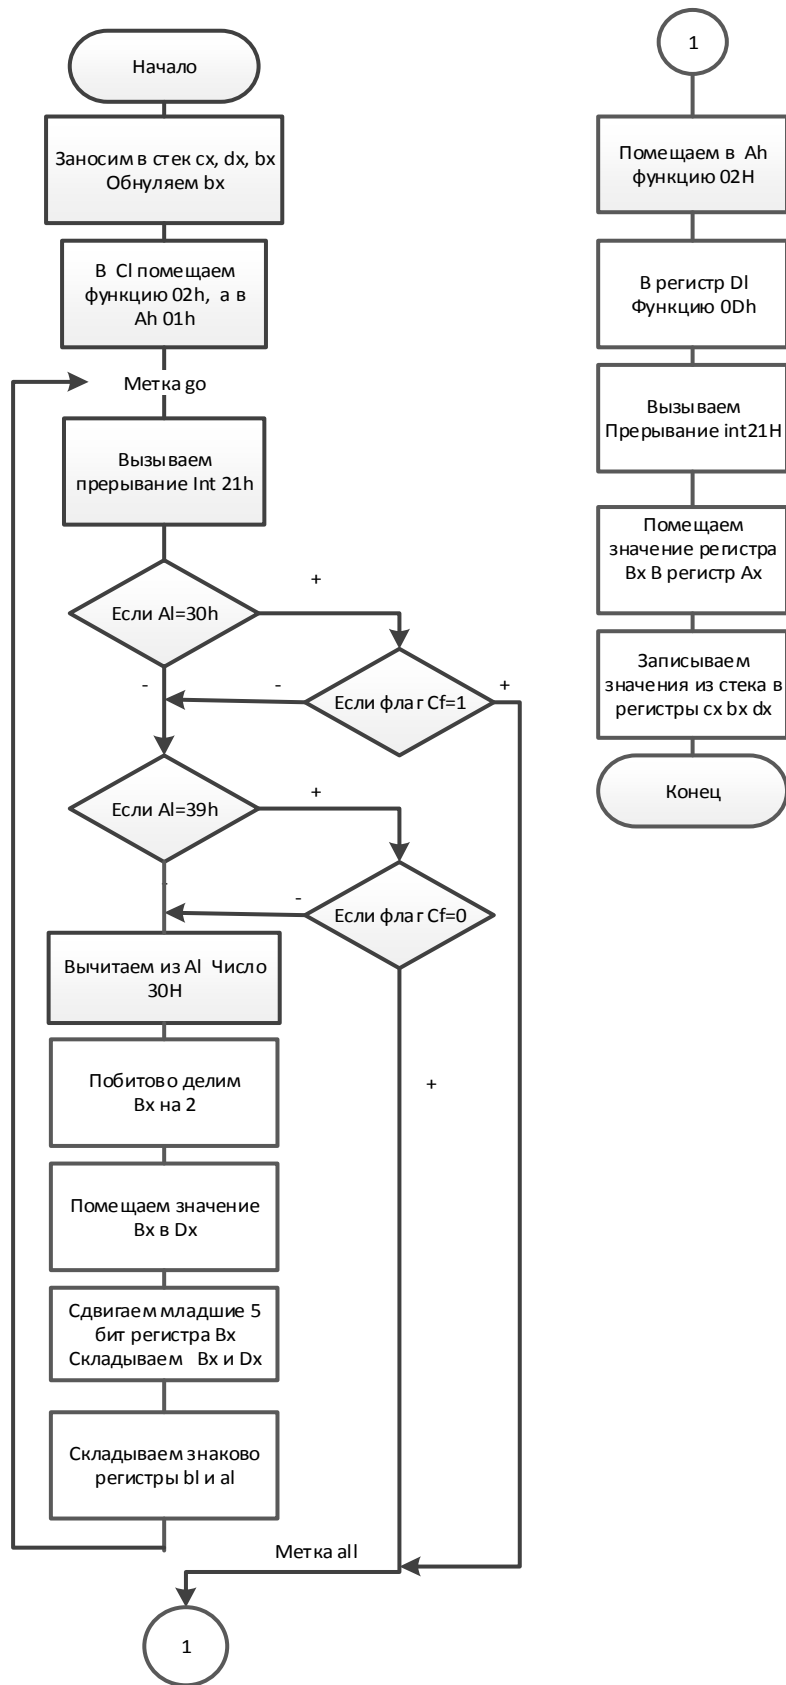 Начало
Заносим в стек cx, dx, bx
Обнуляем bx
В Cl помещаем
функцию 02h, а в
Ah 01h
Метка go
Вызываем
прерывание Int 21h
Если Al=30h
+
-
Если флаг Cf=1
-
+
Если Al=39h
+
-
Если флаг Cf=0
-
+
Вычитаем из Al Число
30H
Побитово делим
Bx на 2
Помещаем значение
Bx в Dx
Сдвигаем младшие 5
бит регистра Bx
Складываем Bx и Dx
Складываем знаково
регистры bl и al
Метка all
1
1
Помещаем в Ah
функцию 02H
В регистр Dl
Функцию 0Dh
Вызываем
Прерывание int21H
Помещаем
значение регистра
Bx В регистр Ax
Записываем
значения из стека в
регистры cx bx dx
Конец